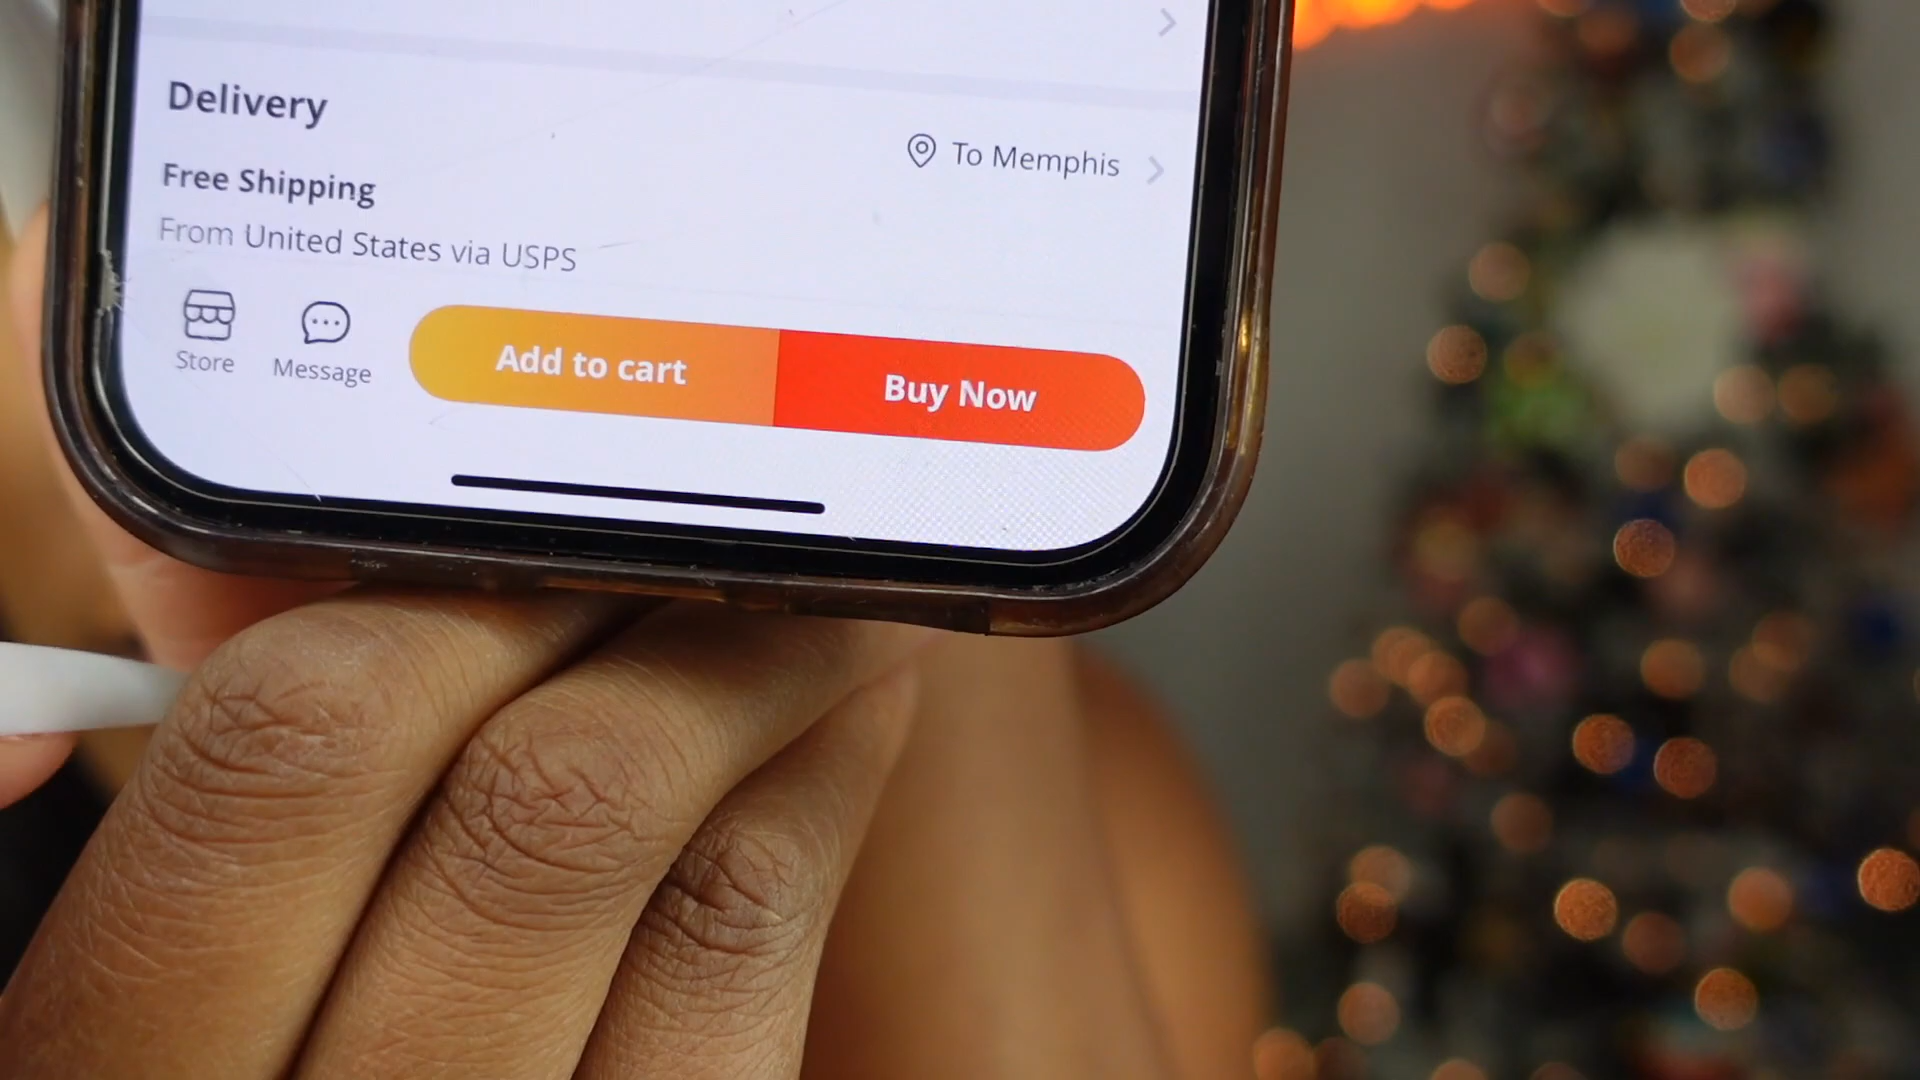 Delivery
To Memphis
Free Shipping
From United States via USPS
Store
Message
Add to cart
Buy Now